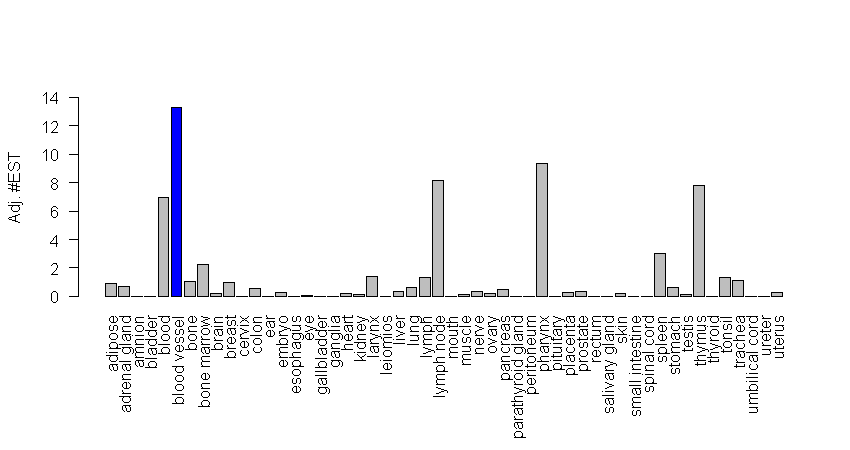 Adj. #EST
14
12
10
8
6
4
2
0
adipose
adrenal gland
amnion
bladder
blood
blood vessel
bone
bone marrow
brain
breast
cervix
colon
ear
embryo
esophagus
eye
gallbladder
ganglia
heart
kidney
larynx
leiomios
liver
lung
lymph
lymph node
mouth
muscle
nerve
ovary
pancreas
parathyroid gland
peritoneum
pharynx
pituitary
placenta
prostate
rectum
salivary gland
skin
small intestine
spinal cord
spleen
stomach
testis
thymus
thyroid
tonsil
trachea
umbilical cord
ureter
uterus